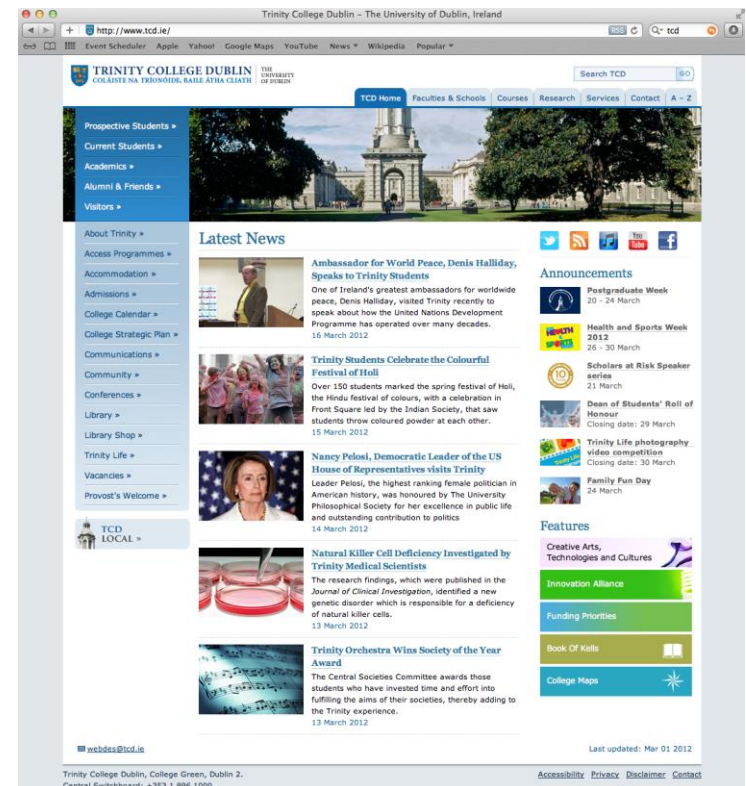 Trinity College Dublin – The University of Dublin, Ireland
http://www.tcd.ie/
RSS
tcd
Event Scheduler Apple Yahoo! Google Maps YouTube News Wikipedia Popular
TRINITY COLLEGE DUBLIN
COLÁISTE NA TRÍONÓIDE, BAILE ÁTHA CLIATH
THE
UNIVERSITY
OF DUBLIN
Search TCD
GO
TCD Home Faculties & Schools Courses Research Services Contact A – Z
Prospective Students »
Current Students »
Academics »
Alumni & Friends »
Visitors »
About Trinity »
Access Programmes »
Accommodation »
Admissions »
College Calendar »
College Strategic Plan »
Communications »
Community »
Conferences »
Library »
Library Shop »
Trinity Life »
Vacancies »
Provost's Welcome »
TCD
LOCAL »
Latest News
Ambassador for World Peace, Denis Halliday,
Speaks to Trinity Students
One of Ireland's greatest ambassadors for worldwide
peace, Denis Halliday, visited Trinity recently to
speak about how the United Nations Development
Programme has operated over many decades.
16 March 2012
Trinity Students Celebrate the Colourful
Festival of Holi
Over 150 students marked the spring festival of Holi,
the Hindu festival of colours, with a celebration in
Front Square led by the Indian Society, that saw
students throw coloured powder at each other.
15 March 2012
Nancy Pelosi, Democratic Leader of the US
House of Representatives visits Trinity
Leader Pelosi, the highest ranking female politician in
American history, was honoured by The University
Philosophical Society for her excellence in public life
and outstanding contribution to politics
14 March 2012
Natural Killer Cell Deficiency Investigated by
Trinity Medical Scientists
The research findings, which were published in the
Journal of Clinical Investigation, identified a new
genetic disorder which is responsible for a deficiency
of natural killer cells.
13 March 2012
Trinity Orchestra Wins Society of the Year
Award
The Central Societies Committee awards those
students who have invested time and effort into
fulfilling the aims of their societies, thereby adding to
the Trinity experience.
13 March 2012
You
Tube
Announcements
Postgraduate Week
20 - 24 March
HEALTH
SPORTS
Health and Sports Week
2012
26 - 30 March
10
Scholars at Risk Speaker
series
21 March
Dean of Students' Roll of
Honour
Closing date: 29 March
Trinity Life
Trinity Life photography
video competition
Closing date: 30 March
Family Fun Day
24 March
Features
Creative Arts,
Technologies and Cultures
Innovation Alliance
Funding Priorities
Book Of Kells
College Maps
webdes@tcd.ie
Last updated: Mar 01 2012
Trinity College Dublin, College Green, Dublin 2.
Central Switchboard: +353 1 896 1000
Accessibility Privacy Disclaimer Contact